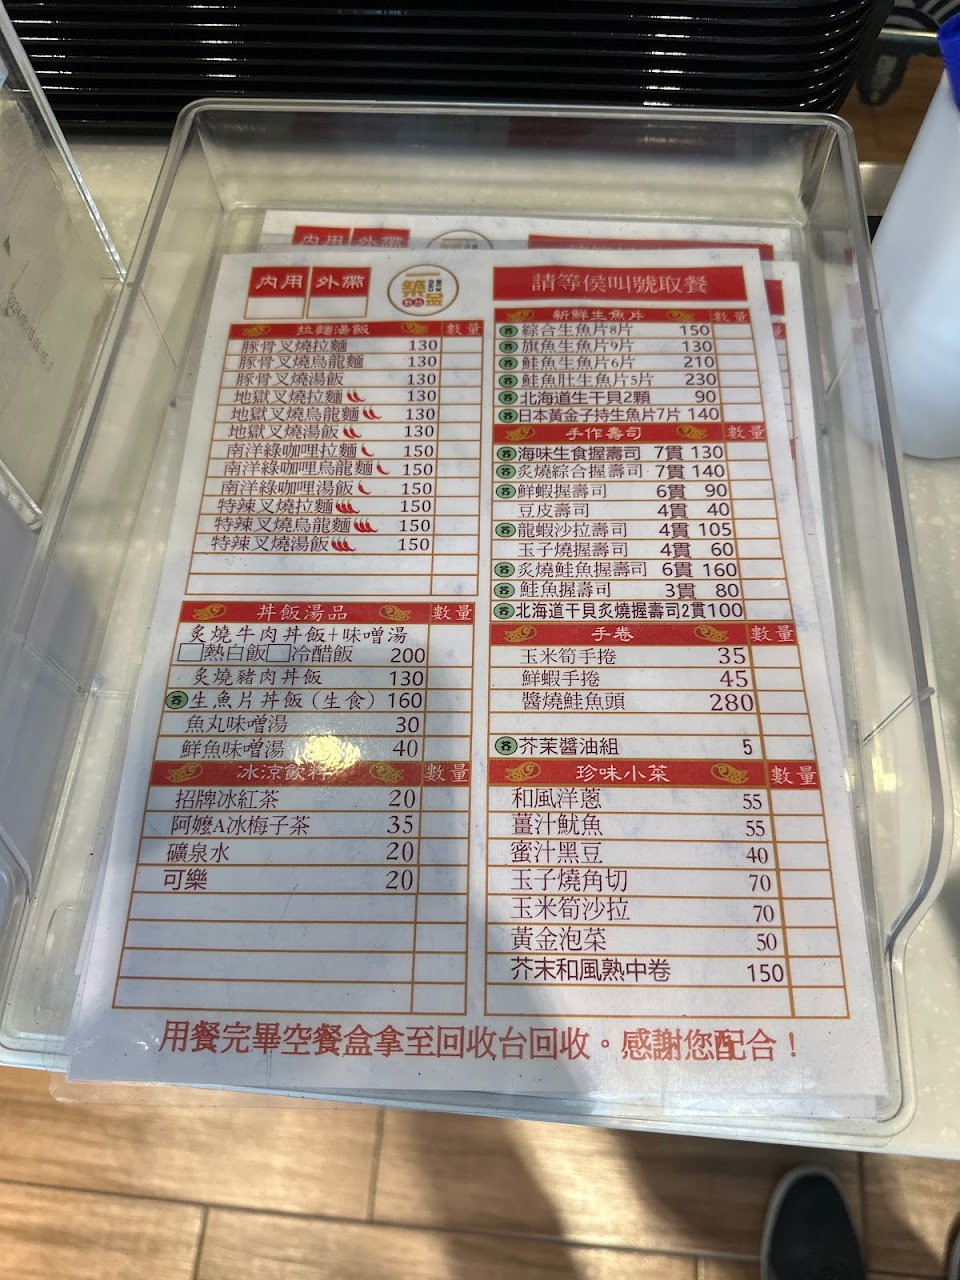 內用 外帶
一築金
請等侯叫號取餐
拉麵湯飯 數量
豚骨叉燒拉麵 130
豚骨叉燒烏龍麵 130
豚骨叉燒湯飯 130
地獄叉燒拉麵 130
地獄叉燒烏龍麵 130
地獄叉燒湯飯 130
南洋綠咖哩拉麵 150
南洋綠咖哩烏龍麵 150
南洋綠咖哩湯飯 150
特辣叉燒拉麵 150
特辣叉燒烏龍麵 150
特辣叉燒湯飯 150
丼飯湯品 數量
炙燒牛肉丼飯+味噌湯
□熱白飯□冷醋飯 200
炙燒豬肉丼飯 130
芥 生魚片丼飯(生食) 160
魚丸味噌湯 30
鮮魚味噌湯 40
冰涼飲料 數量
招牌冰紅茶 20
阿嬤A冰梅子茶 35
礦泉水 20
可樂 20
新鮮生魚片 數量
芥 綜合生魚片8片 150
芥 旗魚生魚片9片 130
芥 鮭魚生魚片6片 210
芥 鮭魚肚生魚片5片 230
芥 北海道生干貝2顆 90
芥 日本黃金子持生魚片7片 140
手作壽司 數量
芥 海味生食握壽司 7貫 130
芥 炙燒綜合握壽司 7貫 140
芥 鮮蝦握壽司 6貫 90
豆皮壽司 4貫 40
芥 龍蝦沙拉壽司 4貫 105
玉子燒握壽司 4貫 60
芥 炙燒鮭魚握壽司 6貫 160
芥 鮭魚握壽司 3貫 80
芥 北海道干貝炙燒握壽司2貫 100
手卷 數量
玉米筍手捲 35
鮮蝦手捲 45
醬燒鮭魚頭 280
芥 芥茉醬油組 5
珍味小菜 數量
和風洋蔥 55
薑汁魷魚 55
蜜汁黑豆 40
玉子燒角切 70
玉米筍沙拉 70
黃金泡菜 50
芥末和風熟中卷 150
用餐完畢空餐盒拿至回收台回收。感謝您配合!